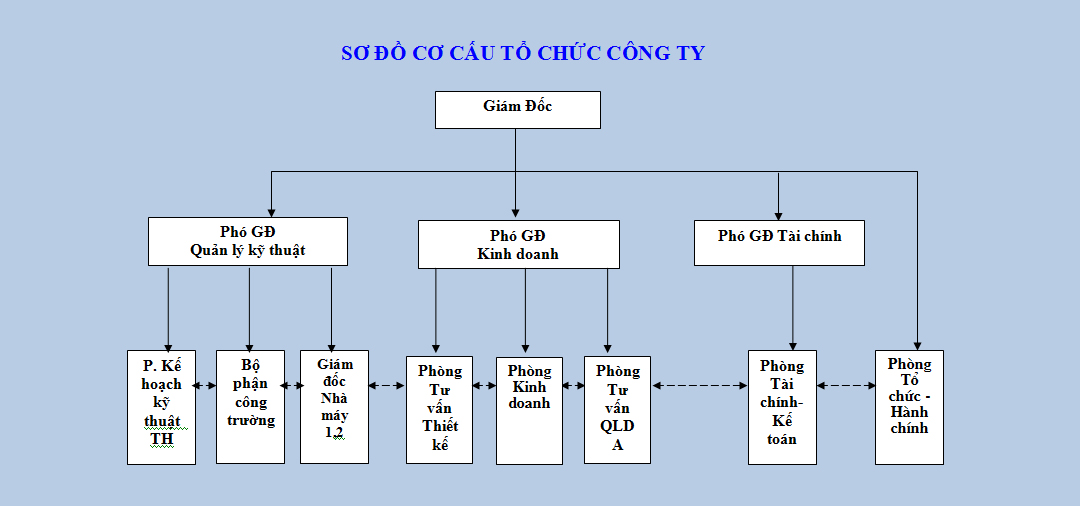 SƠ ĐỒ CƠ CẤU TỔ CHỨC CÔNG TY
Giám Đốc
Phó GĐ
Quản lý kỹ thuật
Phó GĐ
Kinh doanh
Phó GĐ Tài chính
P. Kế
hoạch
kỹ
thuật
TH
Bộ
phận
công
trường
Giám
đốc
Nhà
máy
1,2
Phòng
Tư
vấn
Thiết
kế
Phòng
Kinh
doanh
Phòng
Tư
vấn
QLD
A
Phòng
Tài
chính-
Kế
toán
Phòng
Tổ
chức -
Hành
chính